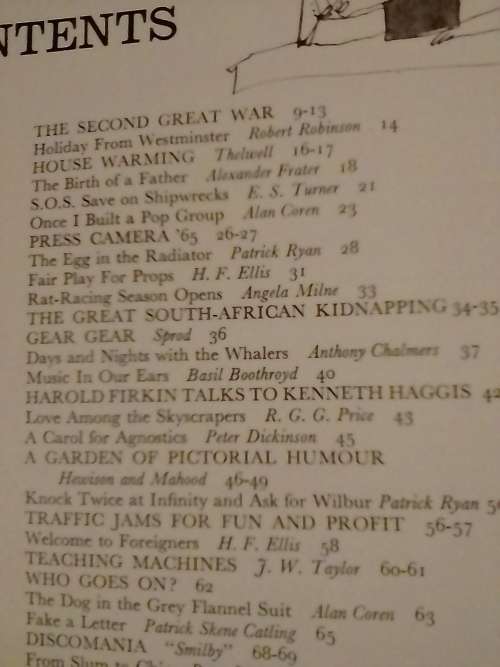 NTENTS
THE SECOND GREAT WAR 9-13
Holiday From Westminster Robert Robinson 14
HOUSE WARMING Thelwell 16-17
The Birth of a Father Alexander Frater 18
S.O.S. Save on Shipwrecks E. S. Turner 21
Once I Built a Pop Group Alan Coren 23
PRESS CAMERA '65 26-27
The Egg in the Radiator Patrick Ryan 28
Fair Play For Props H. F. Ellis 31
Rat-Racing Season Opens Angela Milne 33
THE GREAT SOUTH-AFRICAN KIDNAPPING 34-35
GEAR GEAR Sprod 36
Days and Nights with the Whalers Anthony Chalmers 37
Music In Our Ears Basil Boothroyd 40
HAROLD FIRKIN TALKS TO KENNETH HAGGIS 42
Love Among the Skyscrapers R. G. G. Price 43
A Carol for Agnostics Peter Dickinson 45
A GARDEN OF PICTORIAL HUMOUR
Hewison and Mahood 46-49
Knock Twice at Infinity and Ask for Wilbur Patrick Ryan
TRAFFIC JAMS FOR FUN AND PROFIT 56-57
Welcome to Foreigners H. F. Ellis 58
TEACHING MACHINES J. W. Taylor 60-61
WHO GOES ON? 62
The Dog in the Grey Flannel Suit Alan Coren 63
Fake a Letter Patrick Skene Catling 65
DISCOMANIA "Smilby" 68-69
From Slum to